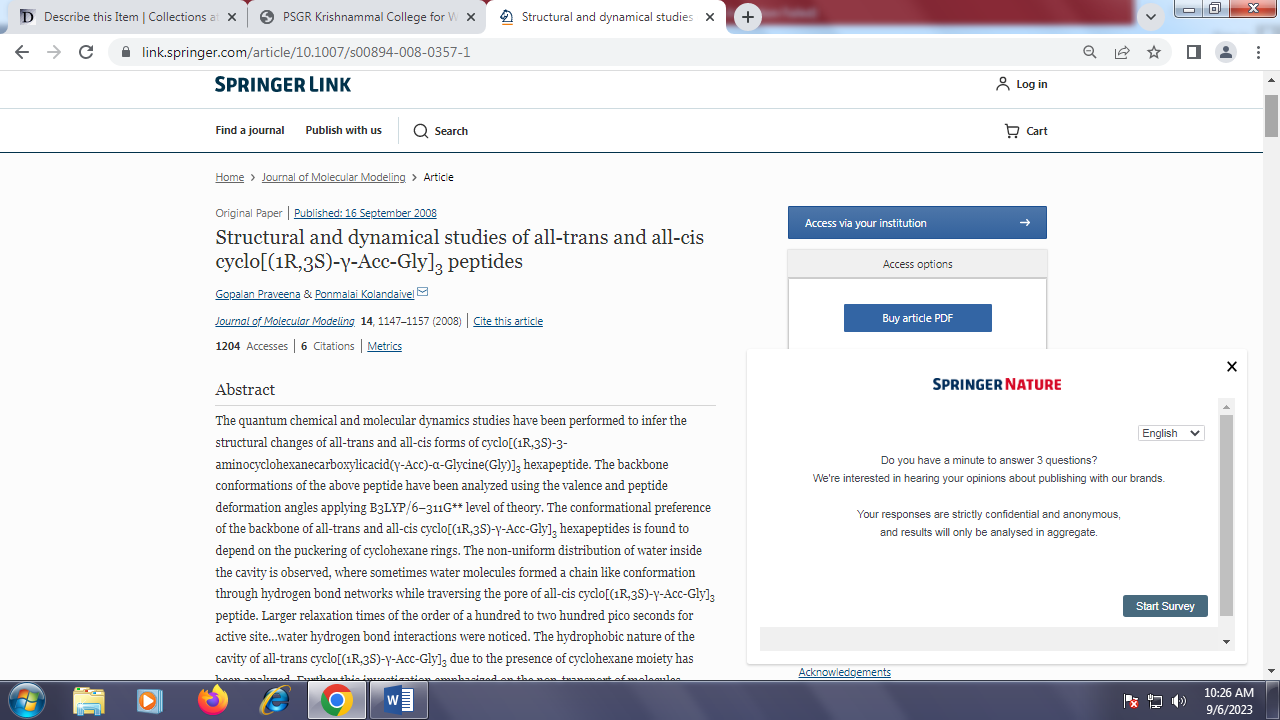 Describe this Item | Collections at
PSGR Krishnammal College for W
Structural and dynamical studies
link.springer.com/article/10.1007/s00894-008-0357-1
SPRINGER LINK
Log in
Find a journal
Publish with us
Search
Cart
Home > Journal of Molecular Modeling > Article
Original Paper | Published: 16 September 2008
Structural and dynamical studies of all-trans and all-cis
cyclo[(1R,3S)-γ-Acc-Gly]3 peptides
Gopalan Praveena & Ponmalai Kolandaivel
Journal of Molecular Modeling 14, 1147–1157 (2008) | Cite this article
1204 Accesses | 6 Citations | Metrics
Abstract
The quantum chemical and molecular dynamics studies have been performed to infer the
structural changes of all-trans and all-cis forms of cyclo[(1R,3S)-3-
aminocyclohexanecarboxylicacid(γ-Acc)-α-Glycine(Gly)]3 hexapeptide. The backbone
conformations of the above peptide have been analyzed using the valence and peptide
deformation angles applying B3LYP/6–311G** level of theory. The conformational preference
of the backbone of all-trans and all-cis cyclo[(1R,3S)-γ-Acc-Gly]3 hexapeptides is found to
depend on the puckering of cyclohexane rings. The non-uniform distribution of water inside
the cavity is observed, where sometimes water molecules formed a chain like conformation
through hydrogen bond networks while traversing the pore of all-cis cyclo[(1R,3S)-γ-Acc-Gly]3
peptide. Larger relaxation times of the order of a hundred to two hundred pico seconds for
active site…water hydrogen bond interactions were noticed. The hydrophobic nature of the
cavity of all-trans cyclo[(1R,3S)-γ-Acc-Gly]3 due to the presence of cyclohexane moiety has
been analyzed. Further this investigation emphasized on the non-transport of molecules
Access via your institution
Access options
Buy article PDF
SPRINGER NATURE
English
Do you have a minute to answer 3 questions?
We're interested in hearing your opinions about publishing with our brands.
Your responses are strictly confidential and anonymous,
and results will only be analysed in aggregate.
Start Survey
Acknowledgements
10:26 AM
9/6/2023